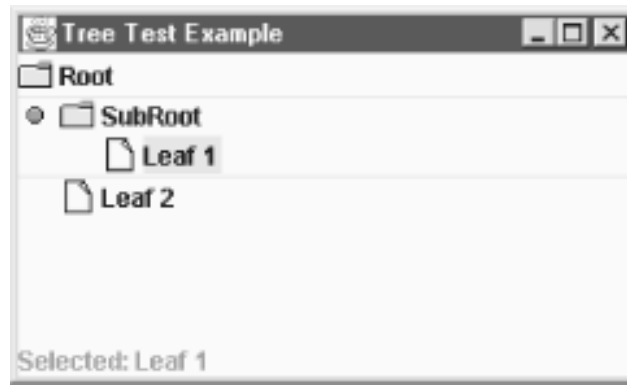 Tree Test Example
Root
SubRoot
Leaf 1
Leaf 2
Selected: Leaf 1